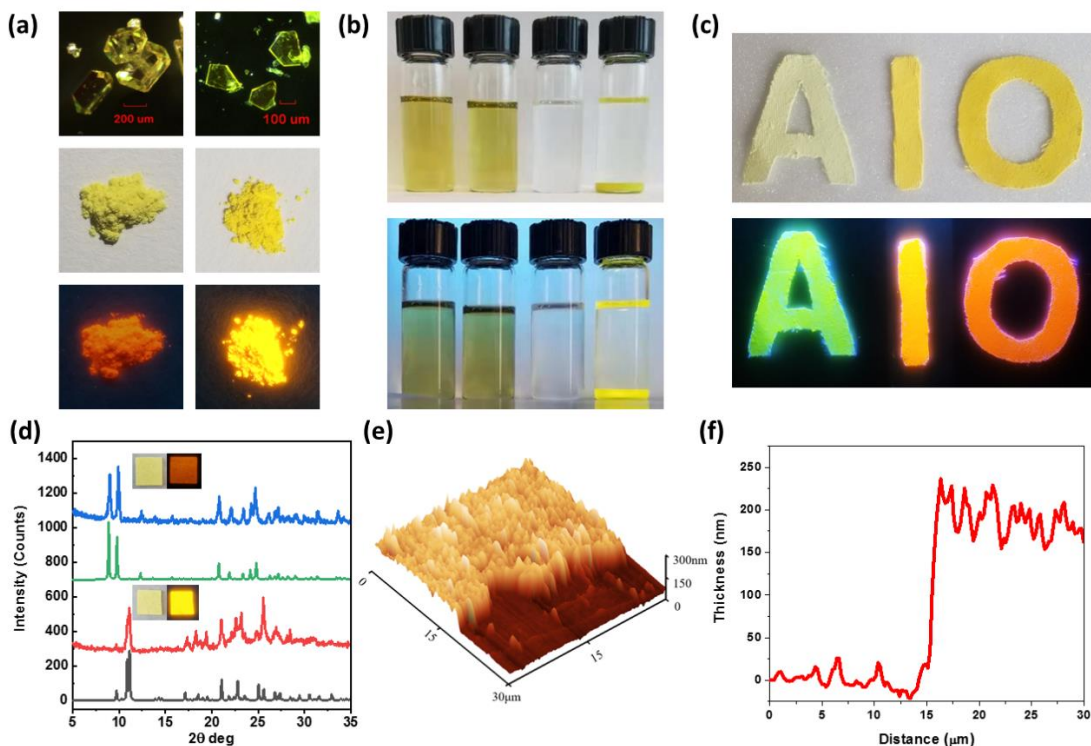 (a)
200 um
100 um
(b)
(c)
A I O
A I O
(d)
1400
1200
1000
800
600
400
200
0
5 10 15 20 25 30 35
Intensity (Counts)
2θ deg
(e)
300nm
150
0
0
15
30μm
15
(f)
250
200
150
100
50
0
0 5 10 15 20 25 30
Thickness (nm)
Distance (μm)